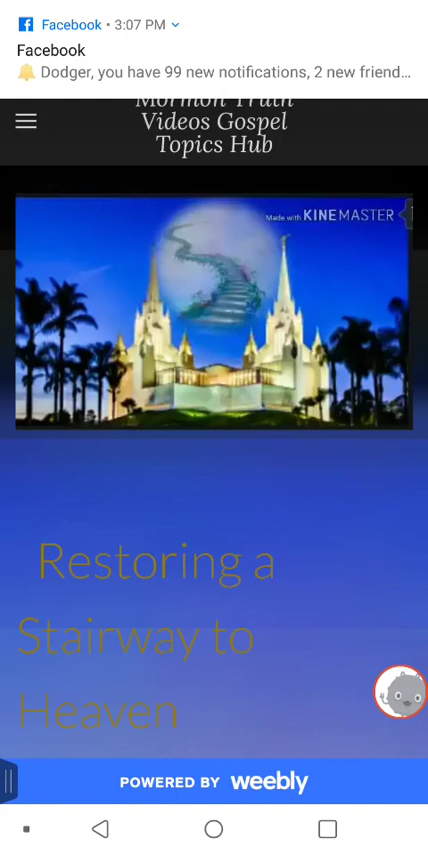 Facebook • 3:07 PM
Facebook
🔔 Dodger, you have 99 new notifications, 2 new friend...
Mormon Truth
Videos Gospel
Topics Hub
Made with KINEMASTER
Restoring a
Stairway to
Heaven
POWERED BY weebly